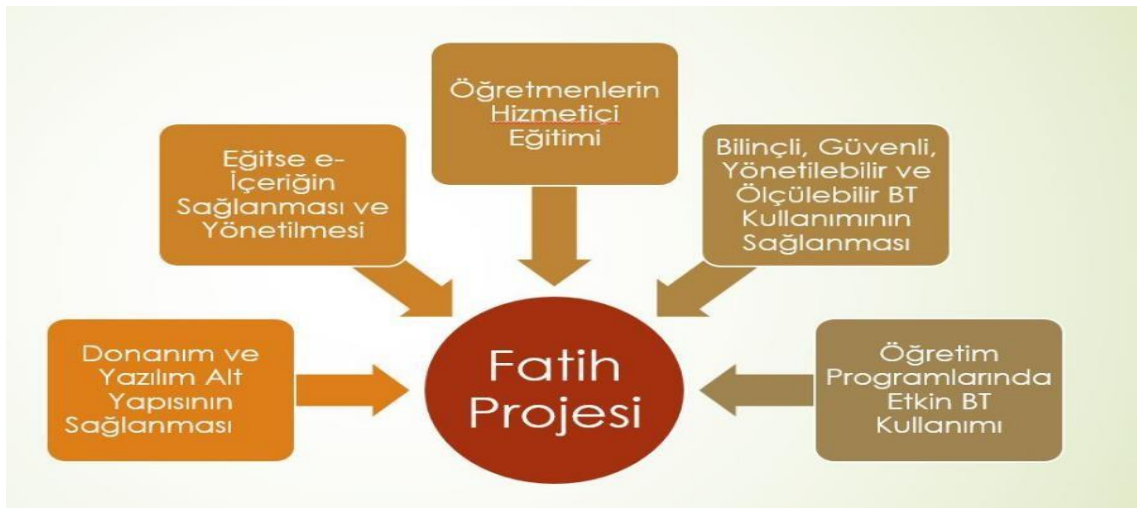 Öğretmenlerin
Hizmetiçi
Eğitimi
Eğitse e-
İçeriğin
Sağlanması ve
Yönetilmesi
Bilinçli, Güvenli,
Yönetilebilir ve
Ölçülebilir BT
Kullanımının
Sağlanması
Donanım ve
Yazılım Alt
Yapısının
Sağlanması
Fatih
Projesi
Öğretim
Programlarında
Etkin BT
Kullanımı